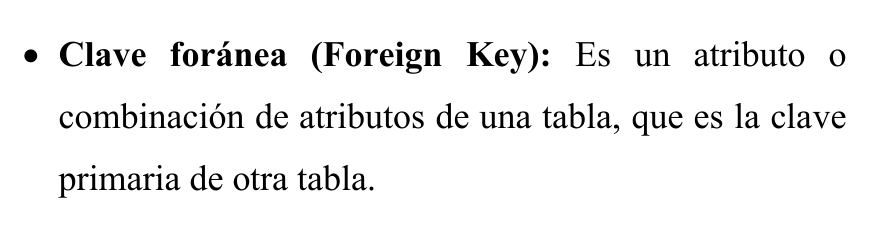 • Clave foránea (Foreign Key): Es un atributo o
combinación de atributos de una tabla, que es la clave
primaria de otra tabla.